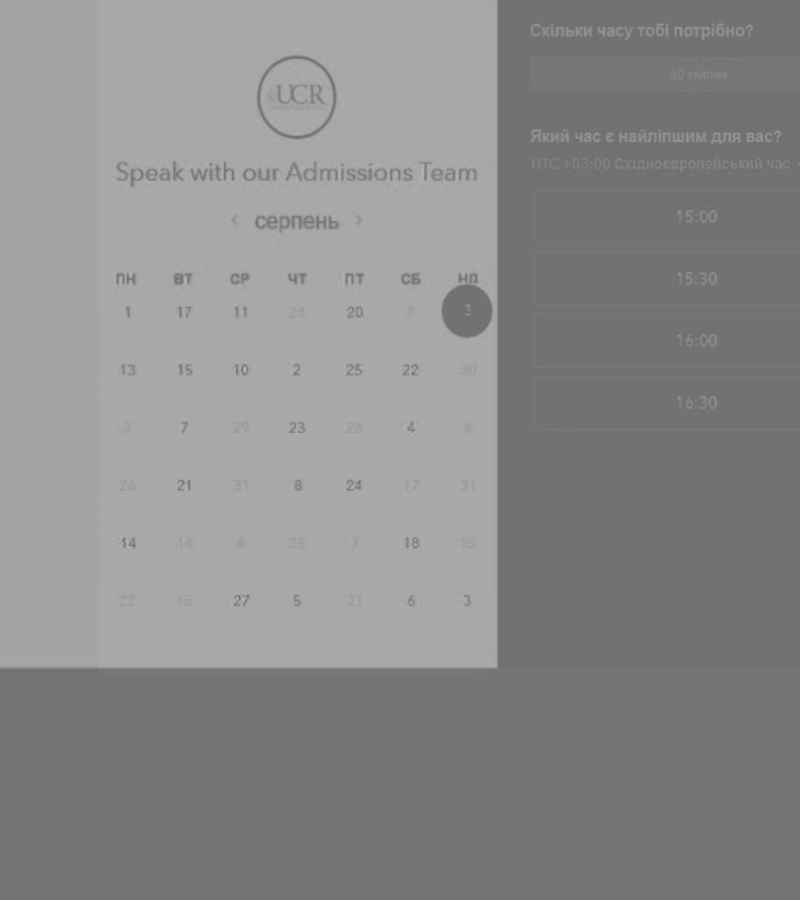 UCR
Speak with our Admissions Team
< серпень >
ПН ВТ СР ЧТ ПТ СБ НД
1 17 11 24 20 2 3
13 15 10 2 25 22 30
3 7 29 23 26 4
26 21 31 8 24 17 31
14 14 4 25 7 18 15
15 27 5 21 6 3
Скільки часу тобі потрібно?
30 хвилин
Який час є найліпшим для вас?
UTC +03:00 Східноєвропейський час
15:00
15:30
16:00
16:30